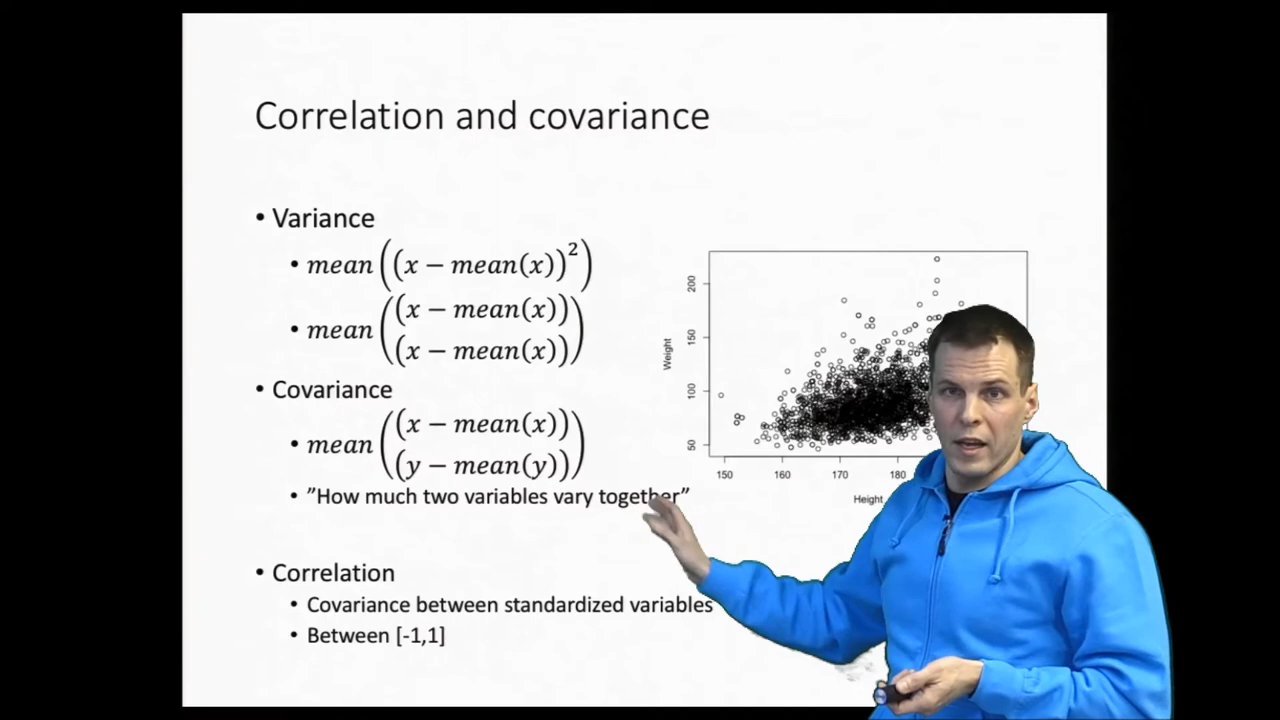 Correlation and covariance
• Variance
• mean((x − mean(x))²)
• mean((x − mean(x))
(x − mean(x)))
• Covariance
• mean((x − mean(x))
(y − mean(y)))
• ”How much two variables vary together”
• Correlation
• Covariance between standardized variables
• Between [-1,1]
200
150
100
50
Weight
150 160 170 180
Height